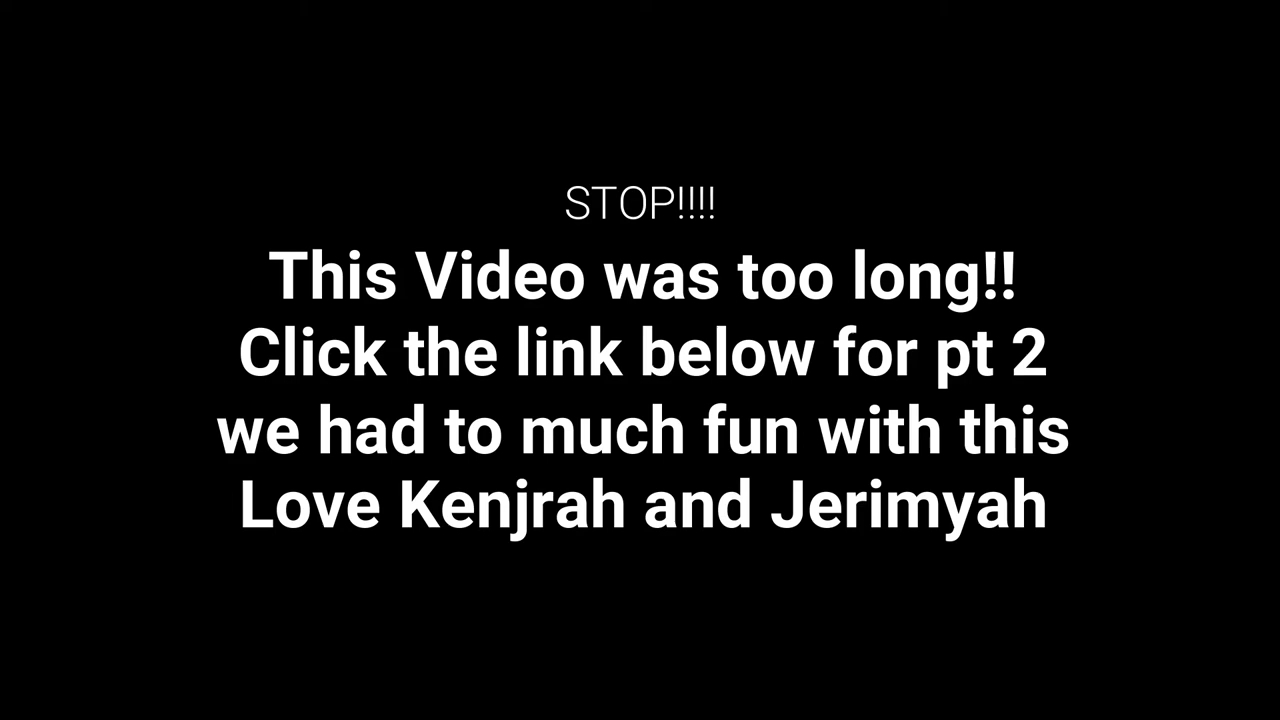 STOP!!!!
This Video was too long!!
Click the link below for pt 2
we had to much fun with this
Love Kenjrah and Jerimyah